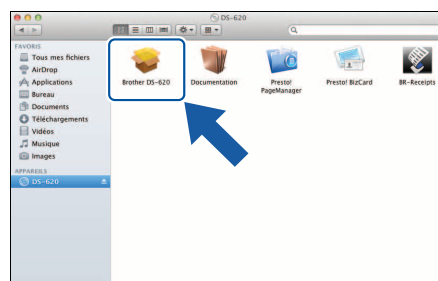 DS-620
FAVORIS
Tous mes fichiers
AirDrop
Applications
Bureau
Documents
Téléchargements
Vidéos
Musique
Images
APPAREILS
DS-620
Brother DS-620
Documentation
Presto!
PageManager
Presto! BizCard
BR-Receipts